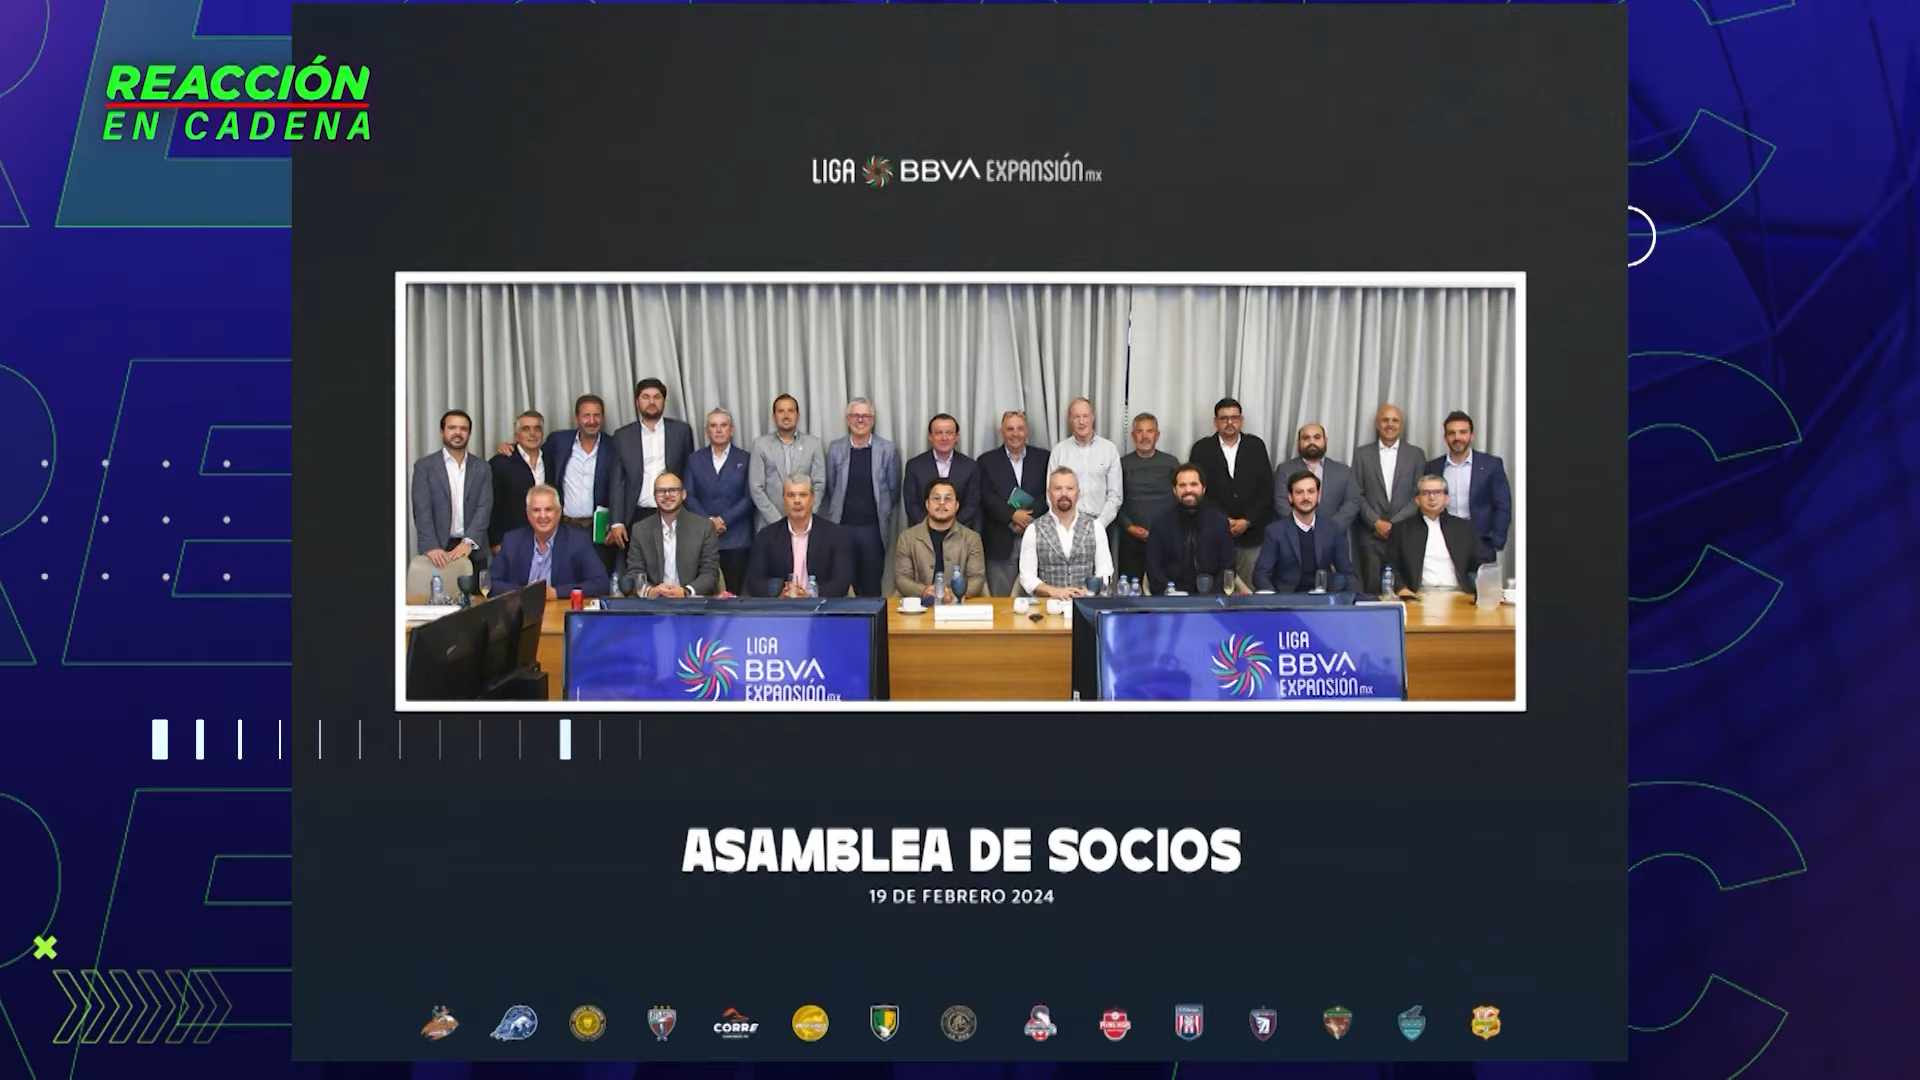 REACCIÓN
EN CADENA
LIGA BBVA EXPANSIÓN mx
LIGA
BBVA
EXPANSIÓN mx
LIGA
BBVA
EXPANSIÓN mx
ASAMBLEA DE SOCIOS
19 DE FEBRERO 2024
CORRE